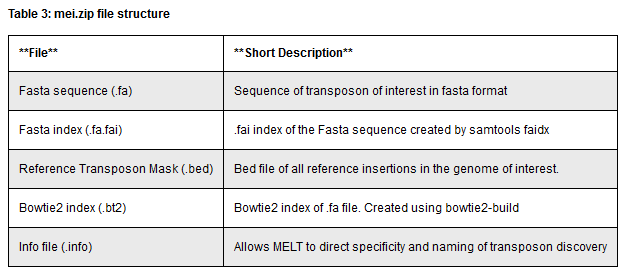 Table 3: mei.zip file structure
**File** **Short Description**
Fasta sequence (.fa) Sequence of transposon of interest in fasta format
Fasta index (.fa.fai) .fai index of the Fasta sequence created by samtools faidx
Reference Transposon Mask (.bed) Bed file of all reference insertions in the genome of interest.
Bowtie2 index (.bt2) Bowtie2 index of .fa file. Created using bowtie2-build
Info file (.info) Allows MELT to direct specificity and naming of transposon discovery